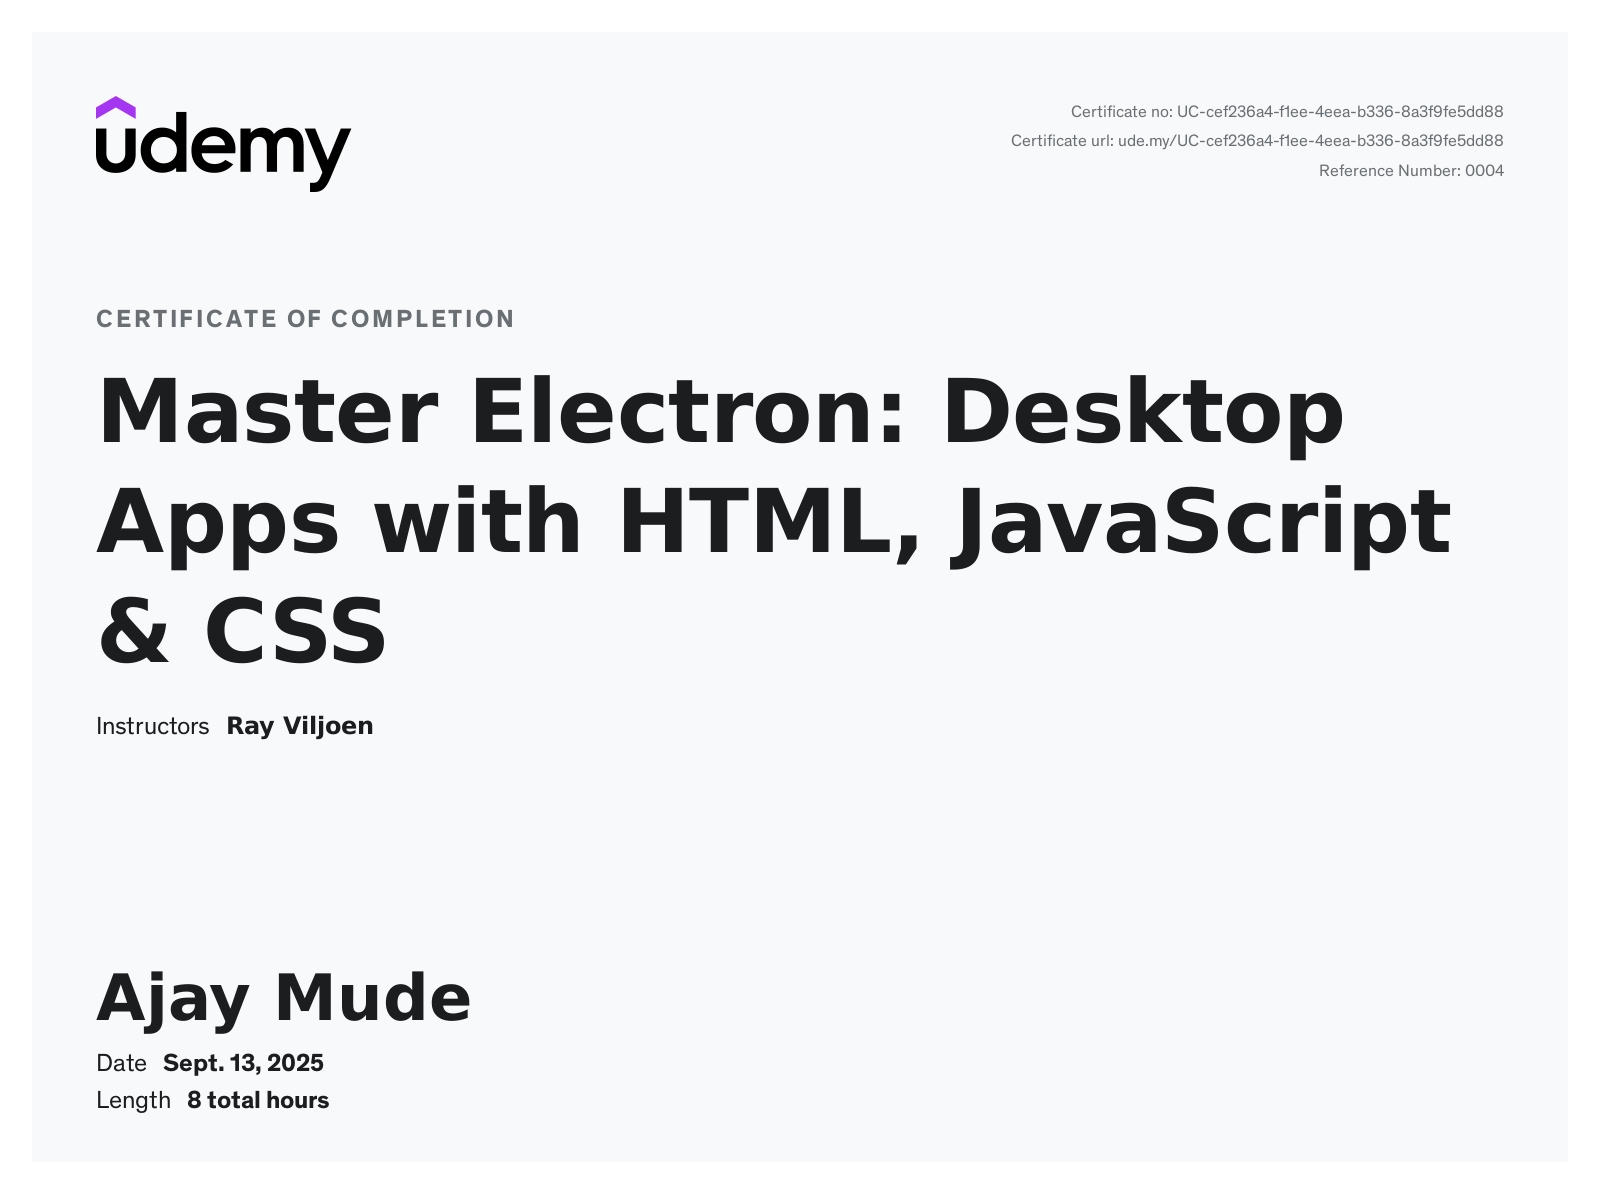 udemy
Certificate no: UC-cef236a4-f1ee-4eea-b336-8a3f9fe5dd88
Certificate url: ude.my/UC-cef236a4-f1ee-4eea-b336-8a3f9fe5dd88
Reference Number: 0004
CERTIFICATE OF COMPLETION
Master Electron: Desktop
Apps with HTML, JavaScript
& CSS
Instructors Ray Viljoen
Ajay Mude
Date Sept. 13, 2025
Length 8 total hours